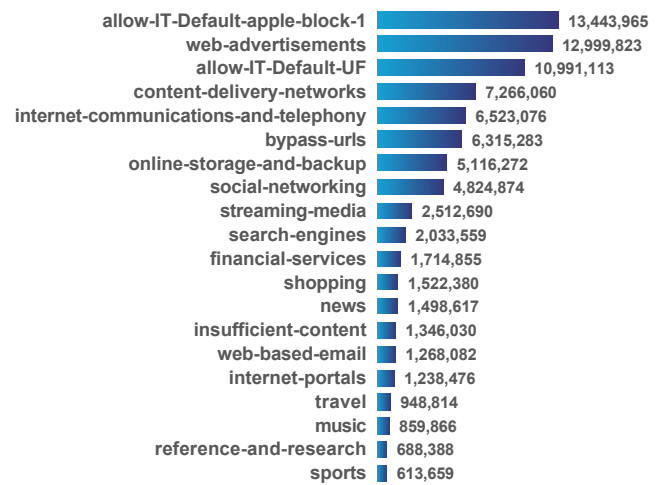 allow-IT-Default-apple-block-1 13,443,965
web-advertisements 12,999,823
allow-IT-Default-UF 10,991,113
content-delivery-networks 7,266,060
internet-communications-and-telephony 6,523,076
bypass-urls 6,315,283
online-storage-and-backup 5,116,272
social-networking 4,824,874
streaming-media 2,512,690
search-engines 2,033,559
financial-services 1,714,855
shopping 1,522,380
news 1,498,617
insufficient-content 1,346,030
web-based-email 1,268,082
internet-portals 1,238,476
travel 948,814
music 859,866
reference-and-research 688,388
sports 613,659